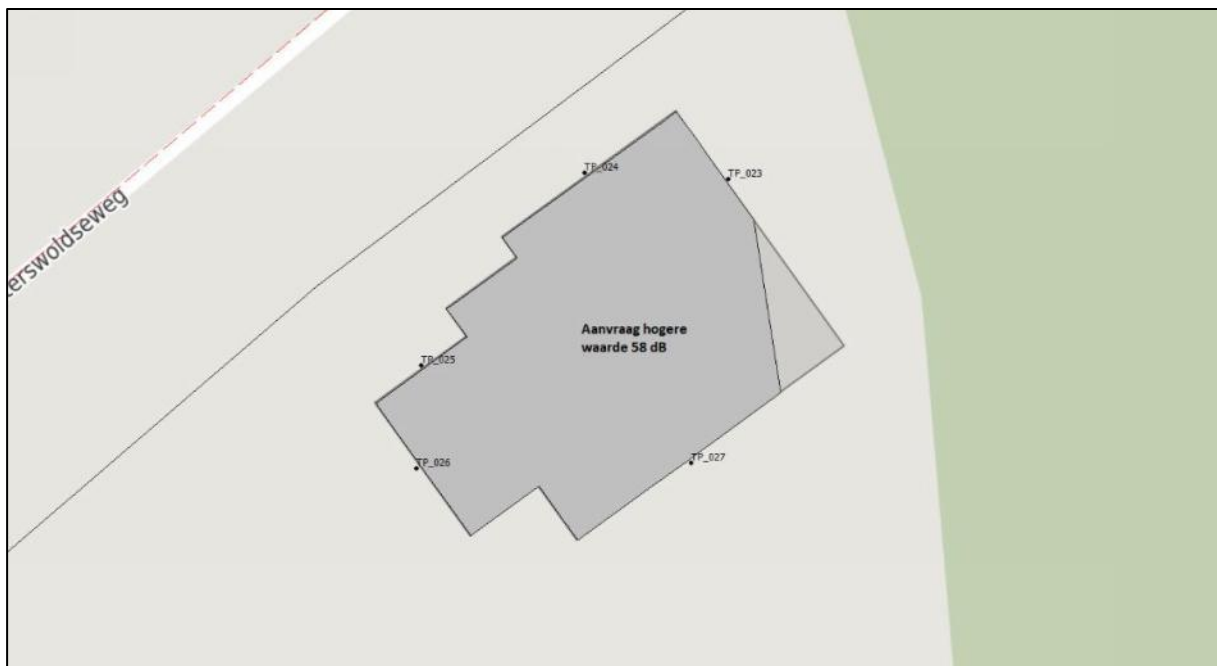 TP_024
TP_023
erswoldseweg
Aanvraag hogere
waarde 58 dB
TP_025
TP_026
TP_027